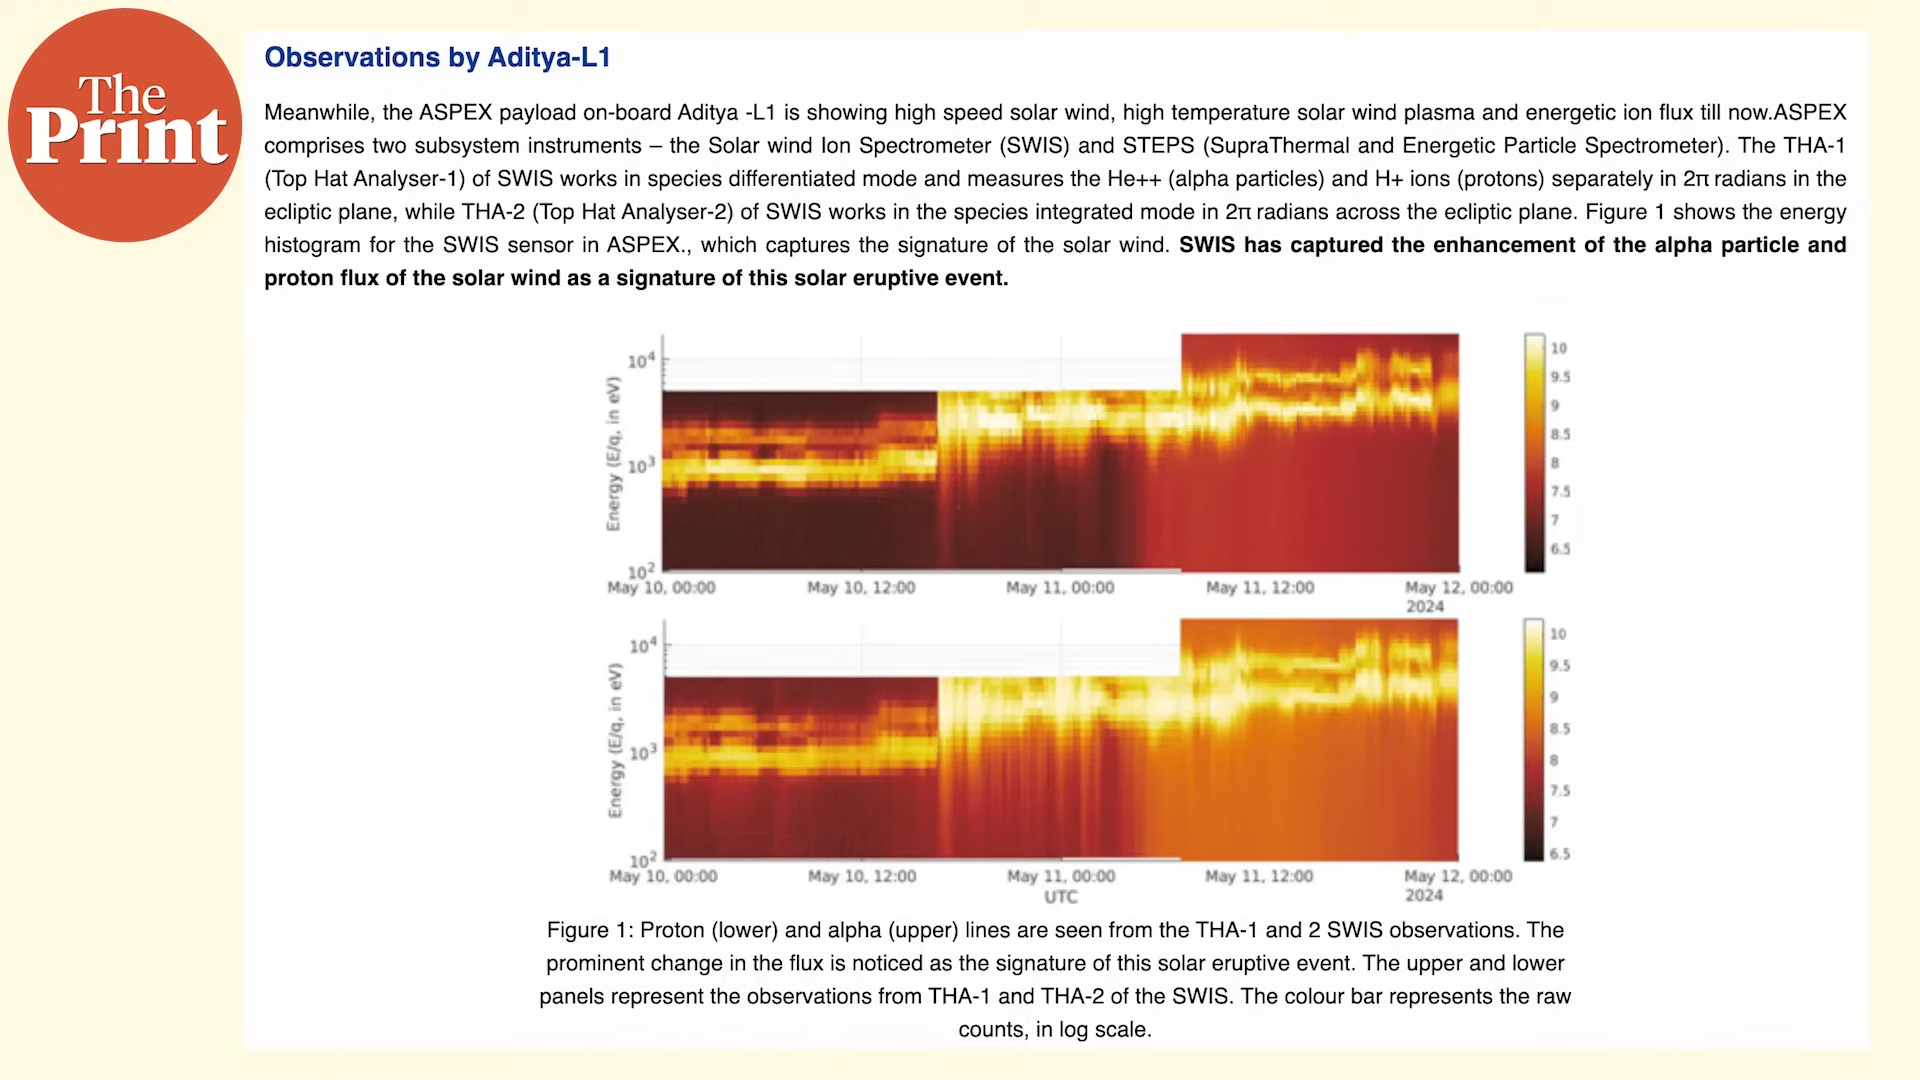 The
Print
Observations by Aditya-L1
Meanwhile, the ASPEX payload on-board Aditya -L1 is showing high speed solar wind, high temperature solar wind plasma and energetic ion flux till now.ASPEX
comprises two subsystem instruments – the Solar wind Ion Spectrometer (SWIS) and STEPS (SupraThermal and Energetic Particle Spectrometer). The THA-1
(Top Hat Analyser-1) of SWIS works in species differentiated mode and measures the He++ (alpha particles) and H+ ions (protons) separately in 2π radians in the
ecliptic plane, while THA-2 (Top Hat Analyser-2) of SWIS works in the species integrated mode in 2π radians across the ecliptic plane. Figure 1 shows the energy
histogram for the SWIS sensor in ASPEX., which captures the signature of the solar wind. SWIS has captured the enhancement of the alpha particle and
proton flux of the solar wind as a signature of this solar eruptive event.
Energy (E/q, in eV)
10⁴
10³
10²
May 10, 00:00 May 10, 12:00 May 11, 00:00 May 11, 12:00 May 12, 00:00
2024
10
9.5
9
8.5
8
7.5
7
6.5
Energy (E/q, in eV)
10⁴
10³
10²
May 10, 00:00 May 10, 12:00 May 11, 00:00 May 11, 12:00 May 12, 00:00
UTC 2024
10
9.5
9
8.5
8
7.5
7
6.5
Figure 1: Proton (lower) and alpha (upper) lines are seen from the THA-1 and 2 SWIS observations. The
prominent change in the flux is noticed as the signature of this solar eruptive event. The upper and lower
panels represent the observations from THA-1 and THA-2 of the SWIS. The colour bar represents the raw
counts, in log scale.